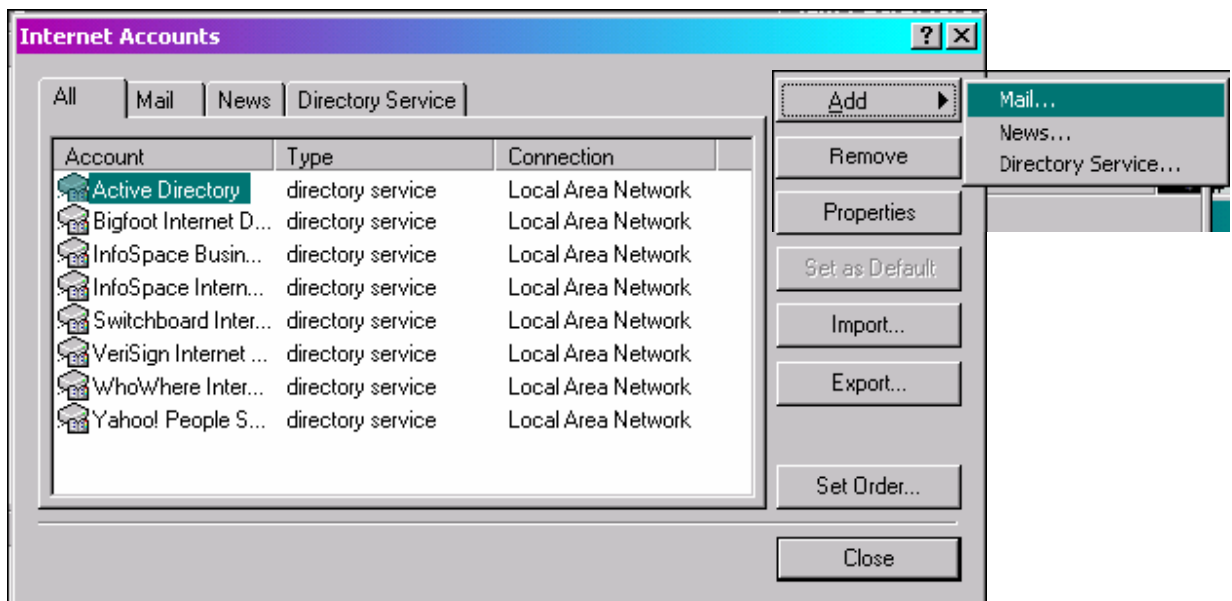 Internet Accounts
All Mail News Directory Service
Add Mail...
News...
Directory Service...
Remove
Properties
Set as Default
Import...
Export...
Set Order...
Close
Account Type Connection
Active Directory directory service Local Area Network
Bigfoot Internet D... directory service Local Area Network
InfoSpace Busin... directory service Local Area Network
InfoSpace Intern... directory service Local Area Network
Switchboard Inter... directory service Local Area Network
VeriSign Internet ... directory service Local Area Network
WhoWhere Inter... directory service Local Area Network
Yahoo! People S... directory service Local Area Network